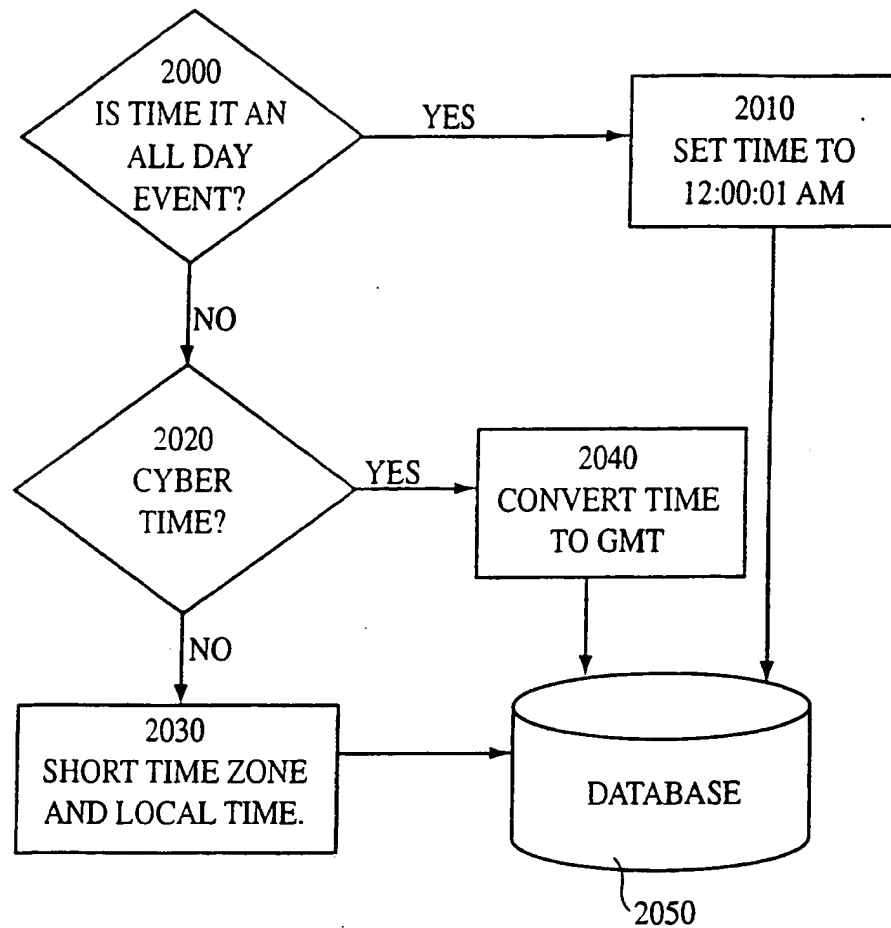 2000
IS TIME IT AN
ALL DAY
EVENT?
YES
2010
SET TIME TO
12:00:01 AM
NO
2020
CYBER
TIME?
YES
2040
CONVERT TIME
TO GMT
NO
2030
SHORT TIME ZONE
AND LOCAL TIME.
DATABASE
2050